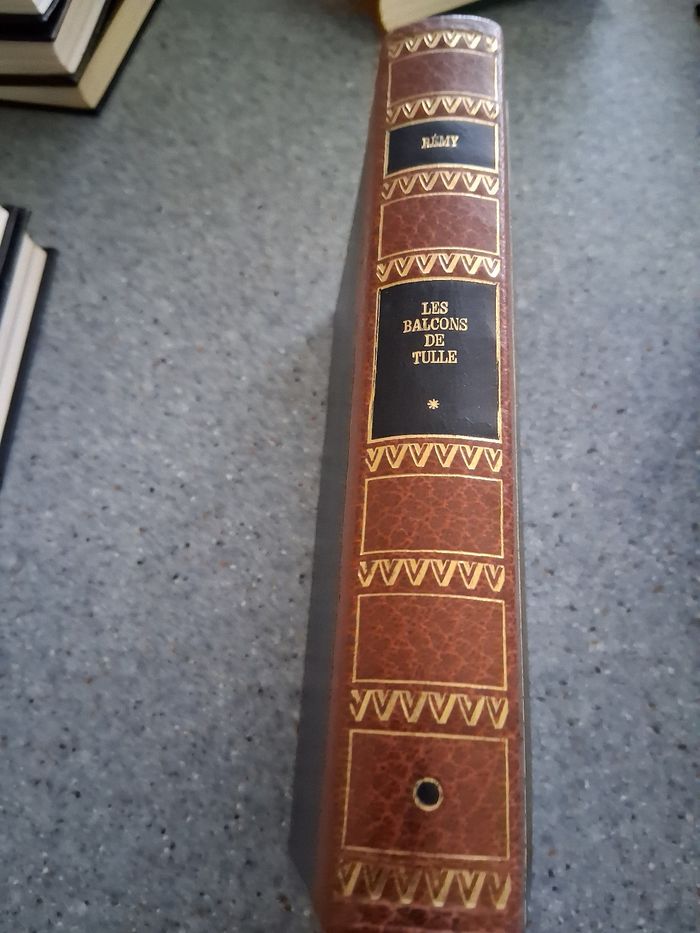 RÉMY
LES
BALCONS
DE
TULLE
*